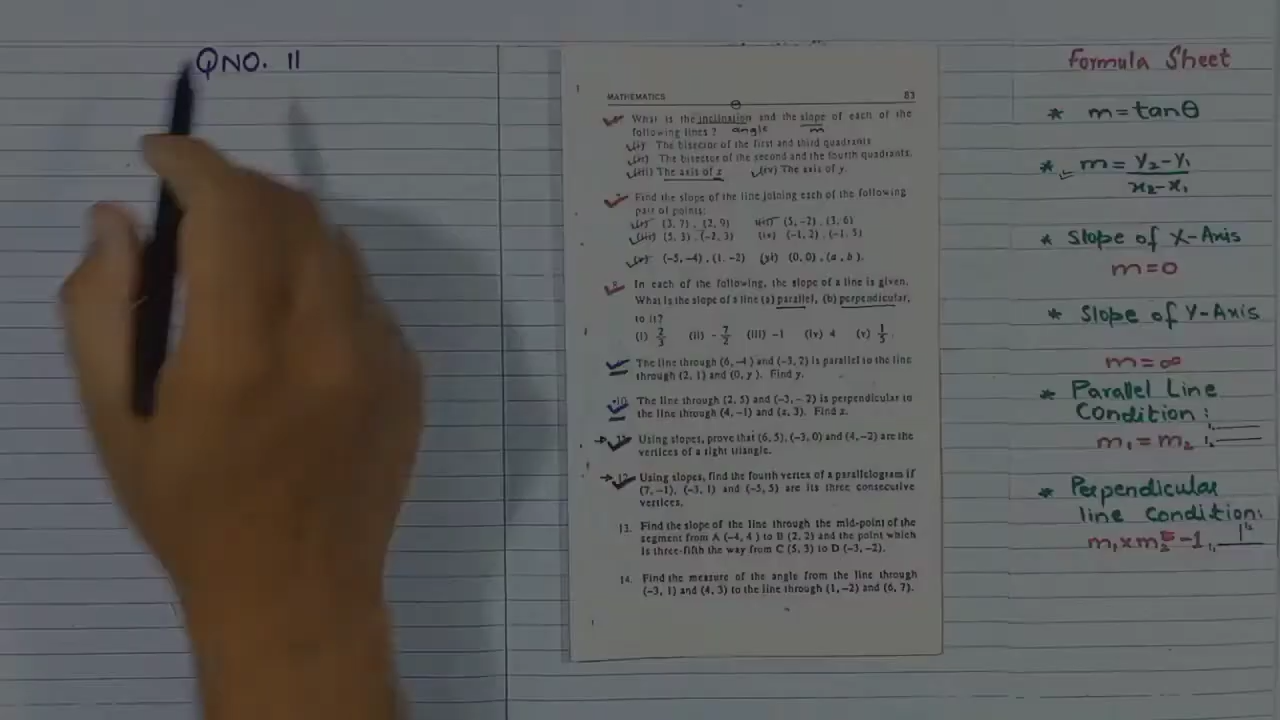 QNO. 11
MATHEMATICS 83
θ
What is the inclination and the slope of each of the
following lines? angle m
(i) The bisector of the first and third quadrants
(ii) The bisector of the second and the fourth quadrants.
(iii) The axis of x (iv) The axis of y.
Find the slope of the line joining each of the following
pair of points:
(i) (3, 7), (2, 9) (ii) (5, -2), (3, 6)
(iii) (5, 3), (-2, 3) (iv) (-1, 2), (-1, 5)
(v) (-5, -4), (1, -2) (vi) (0, 0), (a, b).
8. In each of the following, the slope of a line is given.
What is the slope of a line (a) parallel, (b) perpendicular,
to it?
(i) 2/3 (ii) - 7/2 (iii) -1 (iv) 4 (v) 1/5
The line through (6, -4) and (-3, 2) is parallel to the line
through (2, 1) and (0, y). Find y.
10. The line through (2, 5) and (-3, -2) is perpendicular to
the line through (4, -1) and (x, 3). Find x.
11. Using slopes, prove that (6, 5), (-3, 0) and (4, -2) are the
vertices of a right triangle.
12. Using slopes, find the fourth vertex of a parallelogram if
(7, -1), (-3, 1) and (-5, 5) are its three consecutive
vertices.
13. Find the slope of the line through the mid-point of the
segment from A (-4, 4) to B (2, 2) and the point which
is three-fifth the way from C (5, 3) to D (-3, -2).
14. Find the measure of the angle from the line through
(-3, 1) and (4, 3) to the line through (1, -2) and (6, 7).
Formula Sheet
* m = tanθ
* m = y₂ - y₁
x₂ - x₁
* Slope of X-Axis
m = 0
* Slope of Y-Axis
m = ∞
* Parallel Line
Condition:
m₁ = m₂
* Perpendicular
line Condition:
m₁ x m₂ = -1